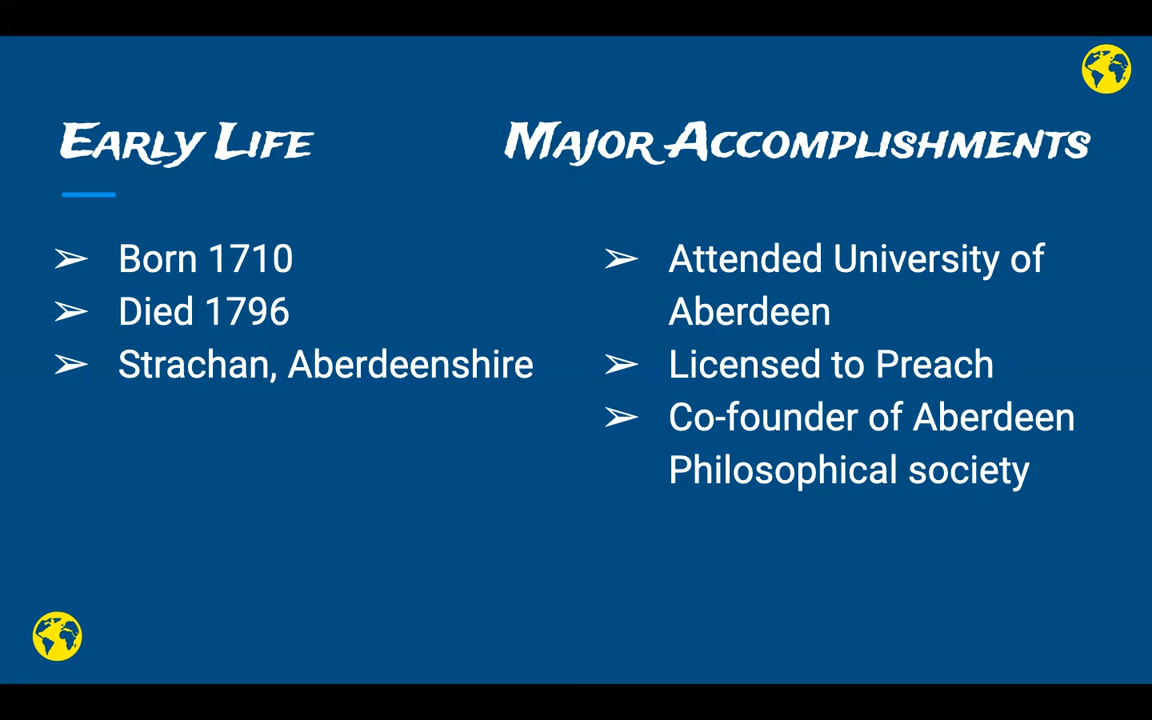 Early Life
➢ Born 1710
➢ Died 1796
➢ Strachan, Aberdeenshire
Major Accomplishments
➢ Attended University of
Aberdeen
➢ Licensed to Preach
➢ Co-founder of Aberdeen
Philosophical society